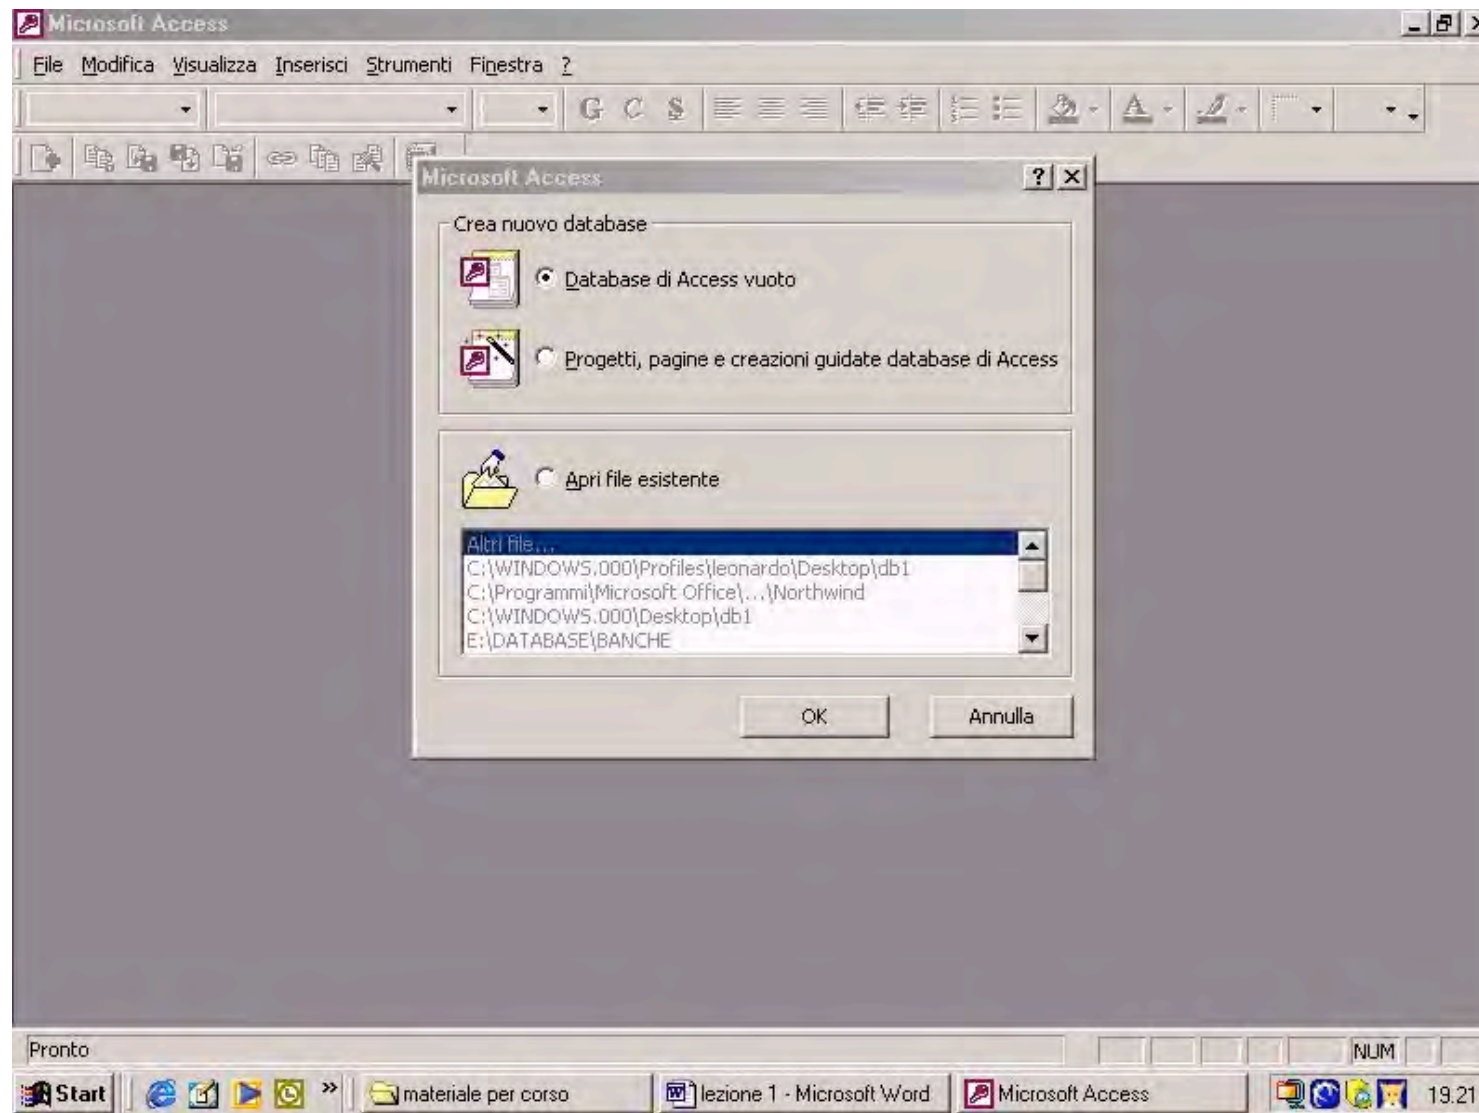 Microsoft Access
File Modifica Visualizza Inserisci Strumenti Finestra ?
G C S A
Microsoft Access
Crea nuovo database
Database di Access vuoto
Progetti, pagine e creazioni guidate database di Access
Apri file esistente
Altri file...
C:\WINDOWS.000\Profiles\leonardo\Desktop\db1
C:\Programmi\Microsoft Office\...\Northwind
C:\WINDOWS.000\Desktop\db1
E:\DATABASE\BANCHE
OK Annulla
Pronto NUM
Start » materiale per corso lezione 1 - Microsoft Word Microsoft Access 19.21